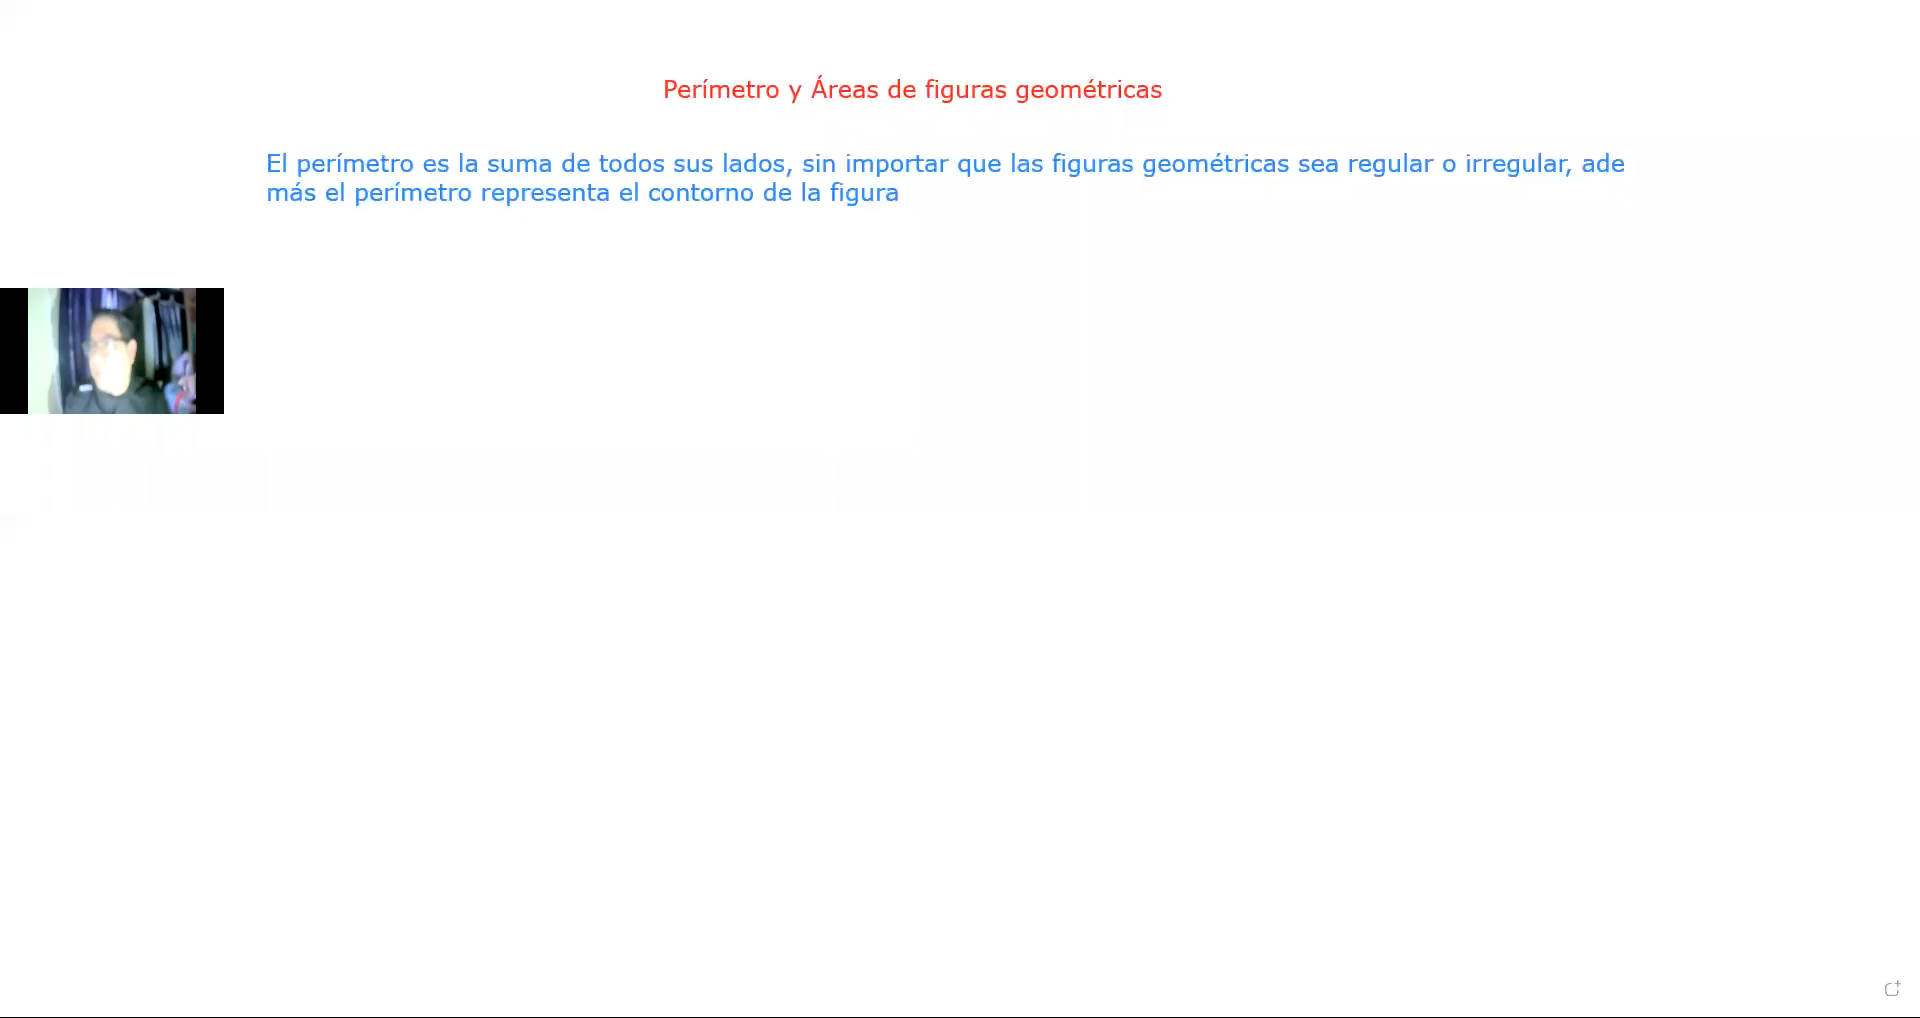 Perímetro y Áreas de figuras geométricas
El perímetro es la suma de todos sus lados, sin importar que las figuras geométricas sea regular o irregular, ade
más el perímetro representa el contorno de la figura